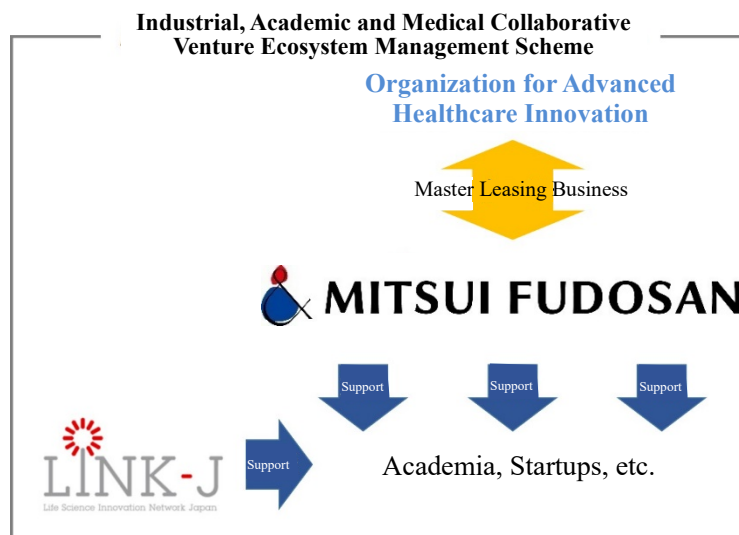 Industrial, Academic and Medical Collaborative
Venture Ecosystem Management Scheme
Organization for Advanced
Healthcare Innovation
Master Leasing Business
MITSUI FUDOSAN
Support
Support
Support
LINK-J
Life Science Innovation Network Japan
Support
Academia, Startups, etc.